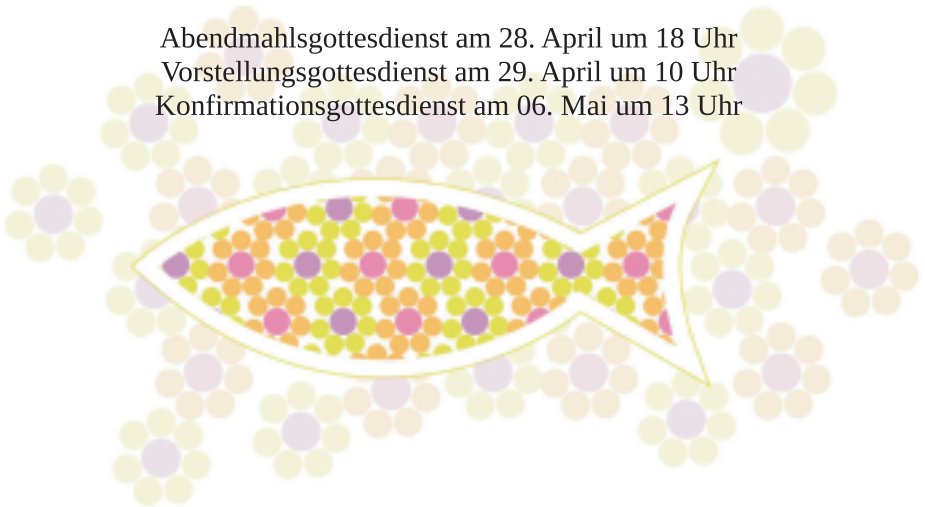 Abendmahlsgottesdienst am 28. April um 18 Uhr
Vorstellungsgottesdienst am 29. April um 10 Uhr
Konfirmationsgottesdienst am 06. Mai um 13 Uhr